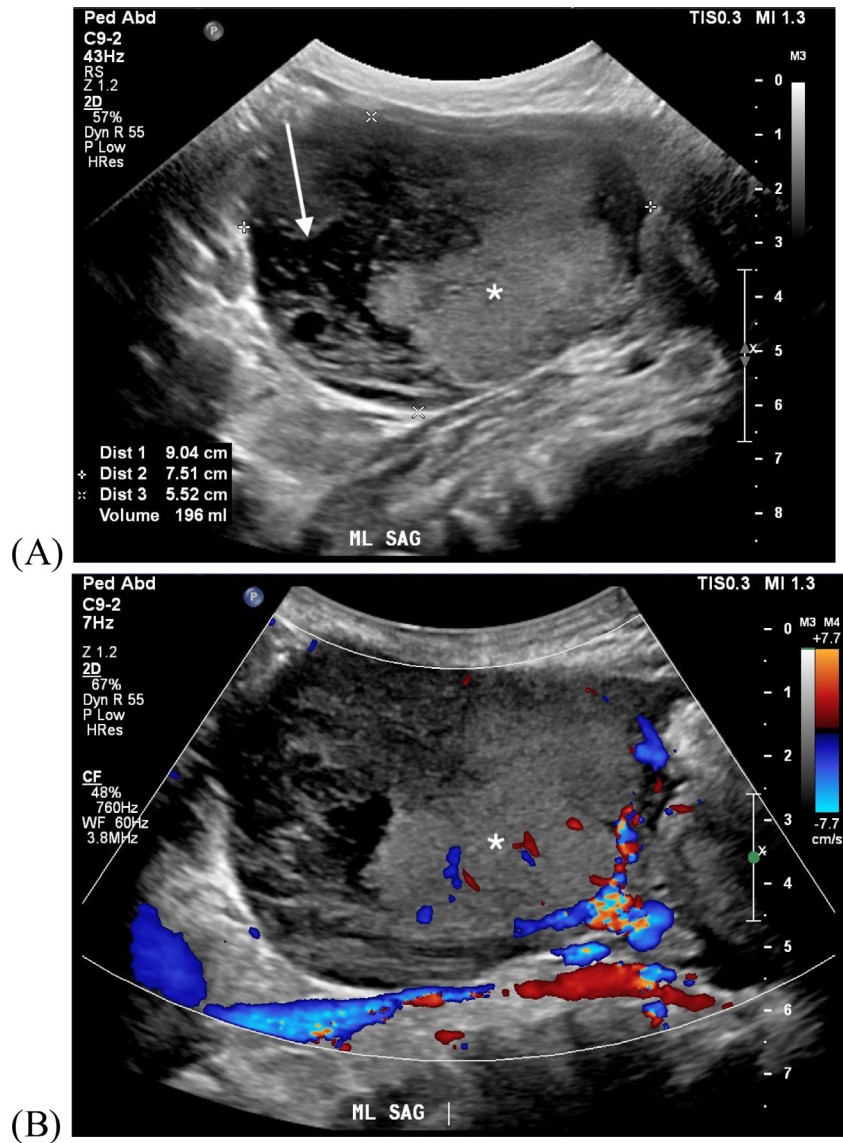 Ped Abd
TIS0.3 MI 1.3
C9-2
43Hz
RS
Z 1.2
2D
57%
Dyn R 55
P Low
HRes
P
M3
0
1
2
3
4
x
5
6
7
8
*
Dist 1 9.04 cm
Dist 2 7.51 cm
Dist 3 5.52 cm
Volume 196 ml
ML SAG
(A)
Ped Abd
TIS0.3 MI 1.3
C9-2
7Hz
Z 1.2
2D
67%
Dyn R 55
P Low
HRes
CF
48%
760Hz
WF 60Hz
3.8MHz
P
M3 M4
+7.7
-7.7
cm/s
0
1
2
3
x
4
5
6
7
*
ML SAG
(B)